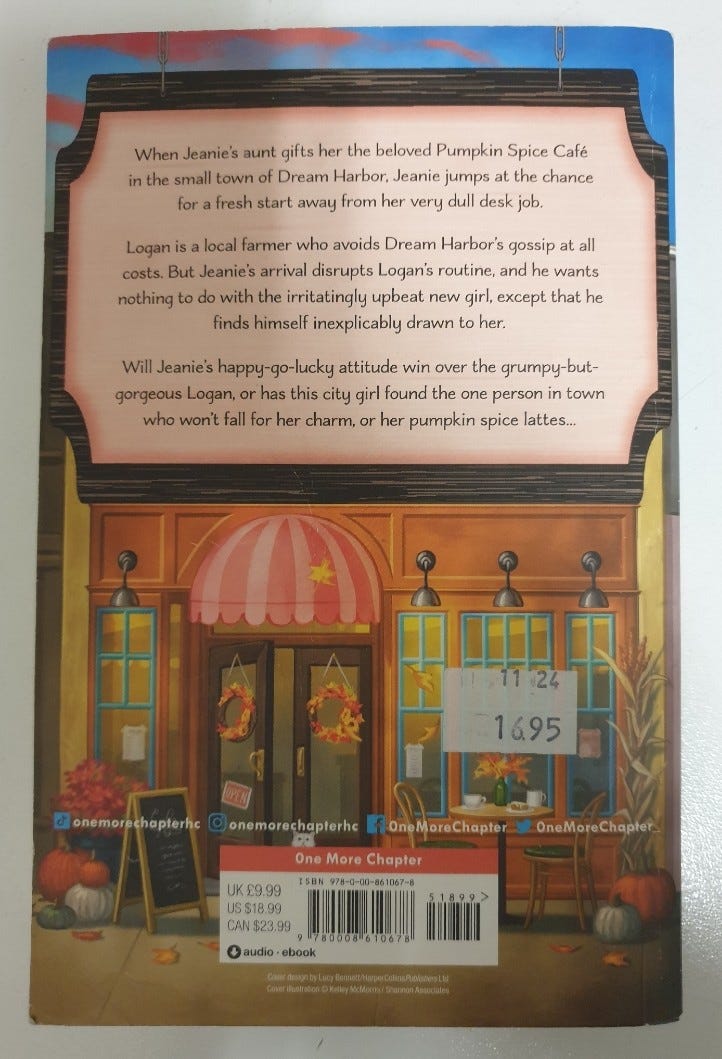 When Jeanie's aunt gifts her the beloved Pumpkin Spice Café
in the small town of Dream Harbor, Jeanie jumps at the chance
for a fresh start away from her very dull desk job.
Logan is a local farmer who avoids Dream Harbor's gossip at all
costs. But Jeanie's arrival disrupts Logan's routine, and he wants
nothing to do with the irritatingly upbeat new girl, except that he
finds himself inexplicably drawn to her.
Will Jeanie's happy-go-lucky attitude win over the grumpy-but-
gorgeous Logan, or has this city girl found the one person in town
who won't fall for her charm, or her pumpkin spice lattes...
11 24
16.95
OPEN
onemorechapterhc onemorechapterhc OneMoreChapter OneMoreChapter_
One More Chapter
ISBN 978-0-00-861067-8
51899>
UK £9.99
US $18.99
CAN $23.99
9 780008 610678
audio · ebook
Cover design by Lucy Bennett/HarperCollinsPublishers Ltd
Cover illustration © Kelley McMorris / Shannon Associates